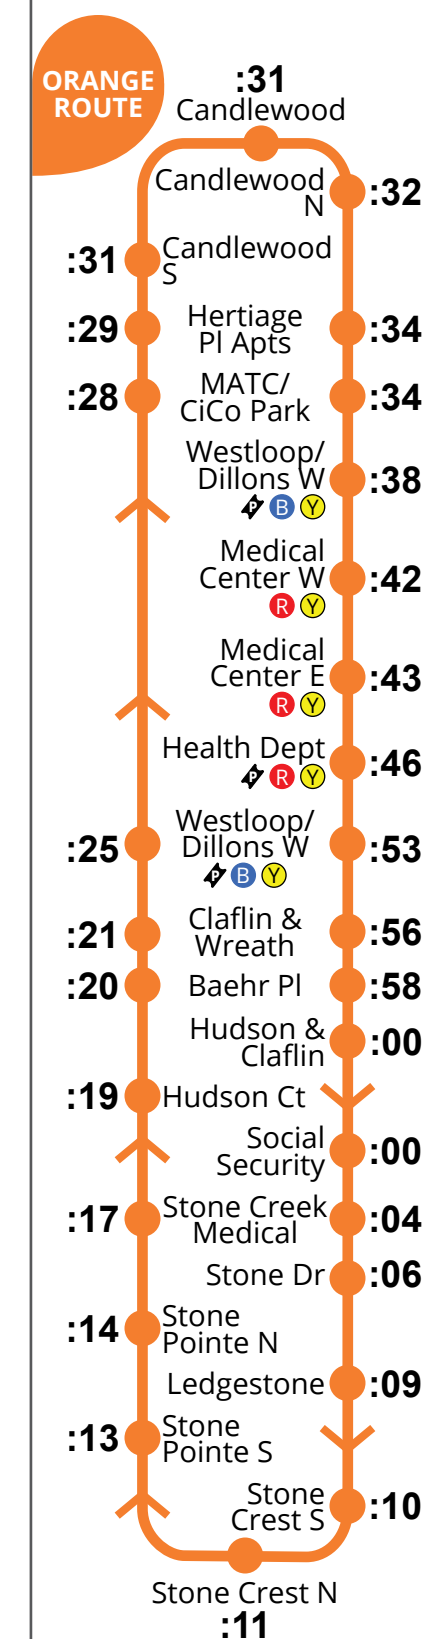 ORANGE
ROUTE
:31
Candlewood
Candlewood
N
:32
:31
Candlewood
S
:29
Hertiage
Pl Apts
:34
:28
MATC/
CiCo Park
:34
Westloop/
Dillons W
P B Y
:38
Medical
Center W
R Y
:42
Medical
Center E
R Y
:43
Health Dept
P R Y
:46
:25
Westloop/
Dillons W
P B Y
:53
:21
Claflin &
Wreath
:56
:20
Baehr Pl
:58
Hudson &
Claflin
:00
:19
Hudson Ct
Social
Security
:00
:17
Stone Creek
Medical
:04
Stone Dr
:06
:14
Stone
Pointe N
Ledgestone
:09
:13
Stone
Pointe S
Stone
Crest S
:10
Stone Crest N
:11